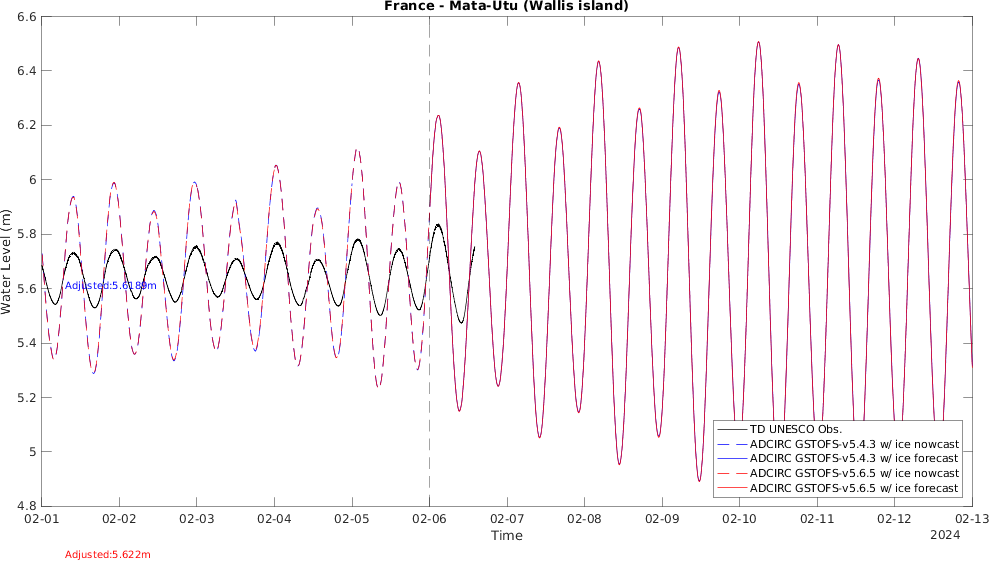 France - Mata-Utu (Wallis island)
6.6
6.4
6.2
6
5.8
5.6
5.4
5.2
5
4.8
Water Level (m)
Adjusted:5.6189m
TD UNESCO Obs.
ADCIRC GSTOFS-v5.4.3 w/ ice nowcast
ADCIRC GSTOFS-v5.4.3 w/ ice forecast
ADCIRC GSTOFS-v5.6.5 w/ ice nowcast
ADCIRC GSTOFS-v5.6.5 w/ ice forecast
02-01 02-02 02-03 02-04 02-05 02-06 02-07 02-08 02-09 02-10 02-11 02-12 02-13
Time
2024
Adjusted:5.622m